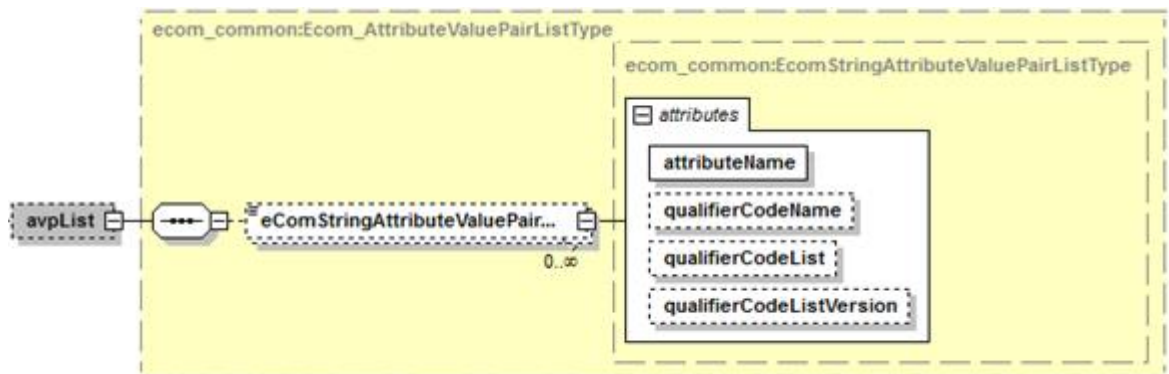 ecom_common:Ecom_AttributeValuePairListType
ecom_common:EcomStringAttributeValuePairListType
attributes
attributeName
avpList
eComStringAttributeValuePair...
qualifierCodeName
0..∞
qualifierCodeList
qualifierCodeListVersion